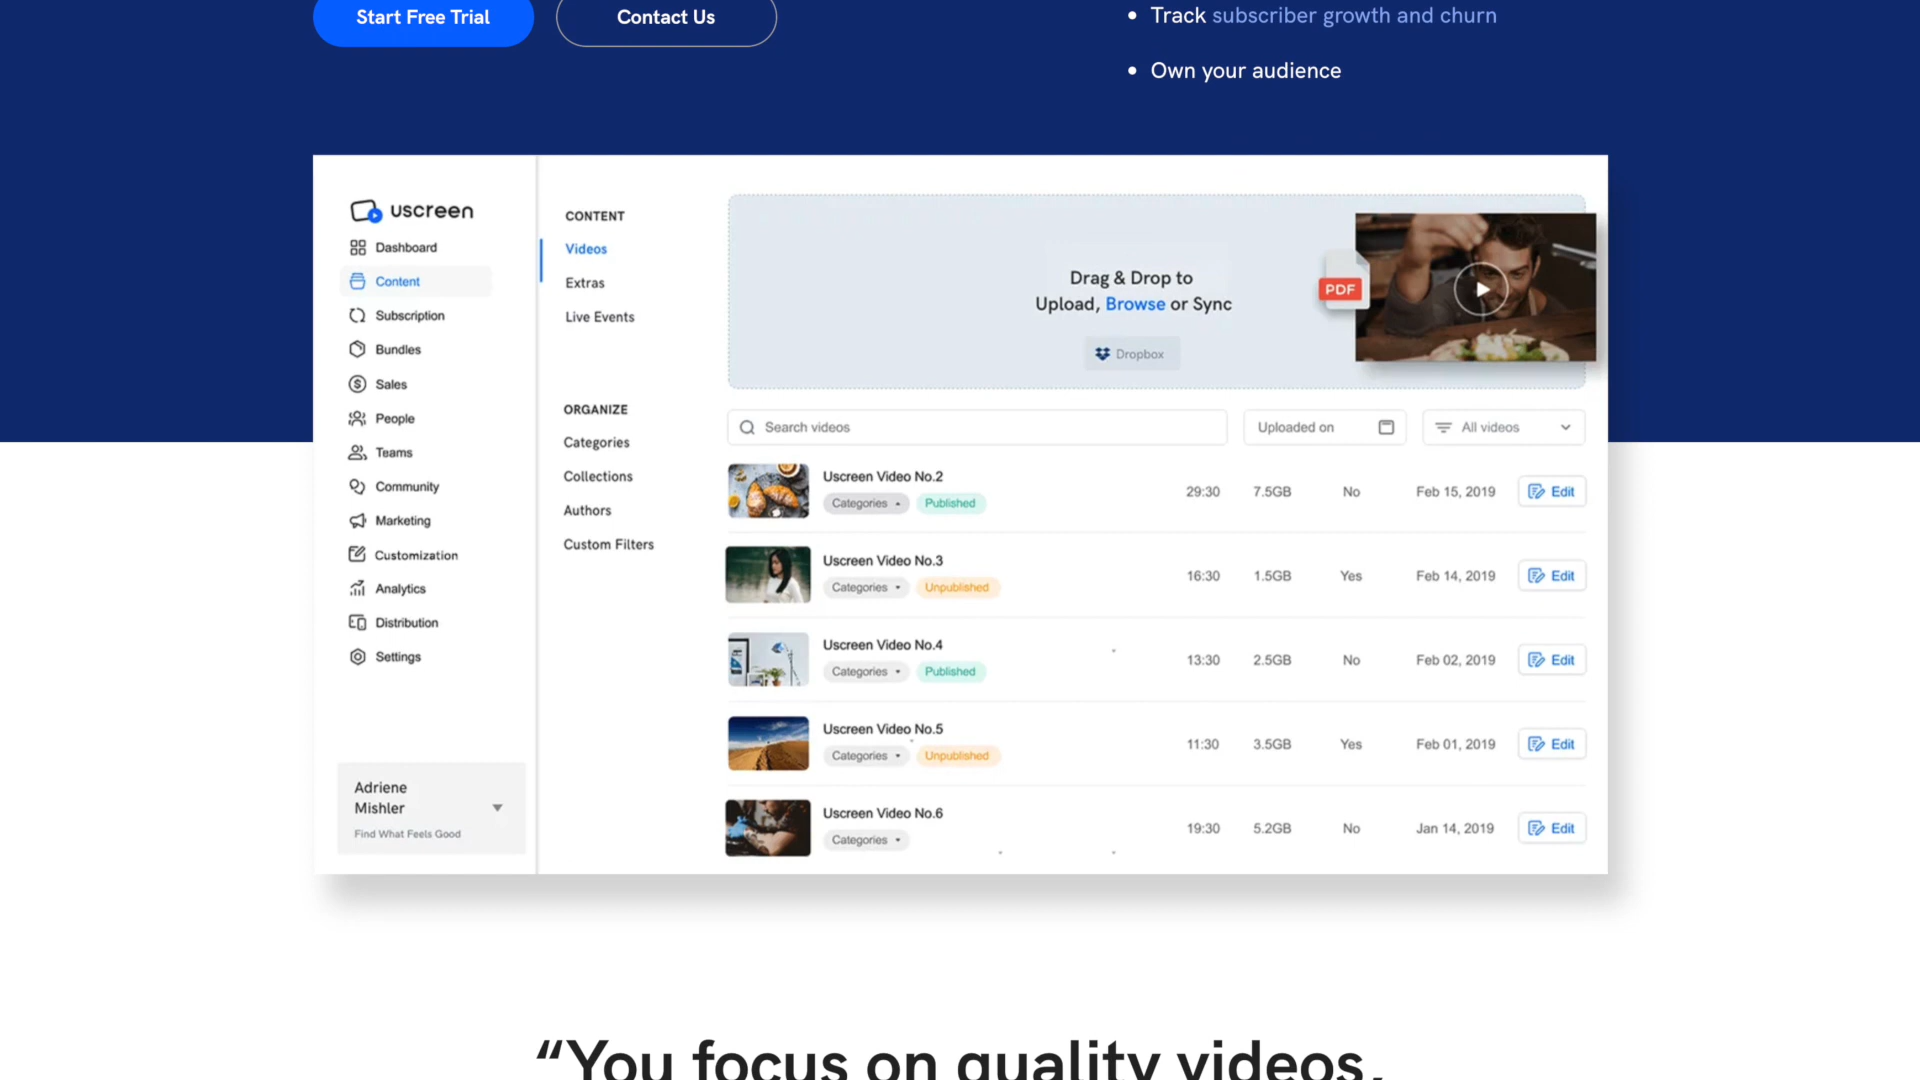 Start Free Trial
Contact Us
Track subscriber growth and churn
Own your audience
uscreen
Dashboard
Content
Subscription
Bundles
Sales
People
Teams
Community
Marketing
Customization
Analytics
Distribution
Settings
Adriene
Mishler
Find What Feels Good
CONTENT
Videos
Extras
Live Events
ORGANIZE
Categories
Collections
Authors
Custom Filters
Drag & Drop to
Upload, Browse or Sync
Dropbox
PDF
Search videos
Uploaded on
All videos
Uscreen Video No.2
Categories Published
29:30 7.5GB No Feb 15, 2019 Edit
Uscreen Video No.3
Categories Unpublished
16:30 1.5GB Yes Feb 14, 2019 Edit
Uscreen Video No.4
Categories Published
13:30 2.5GB No Feb 02, 2019 Edit
Uscreen Video No.5
Categories Unpublished
11:30 3.5GB Yes Feb 01, 2019 Edit
Uscreen Video No.6
Categories
19:30 5.2GB No Jan 14, 2019 Edit
“You focus on quality videos,